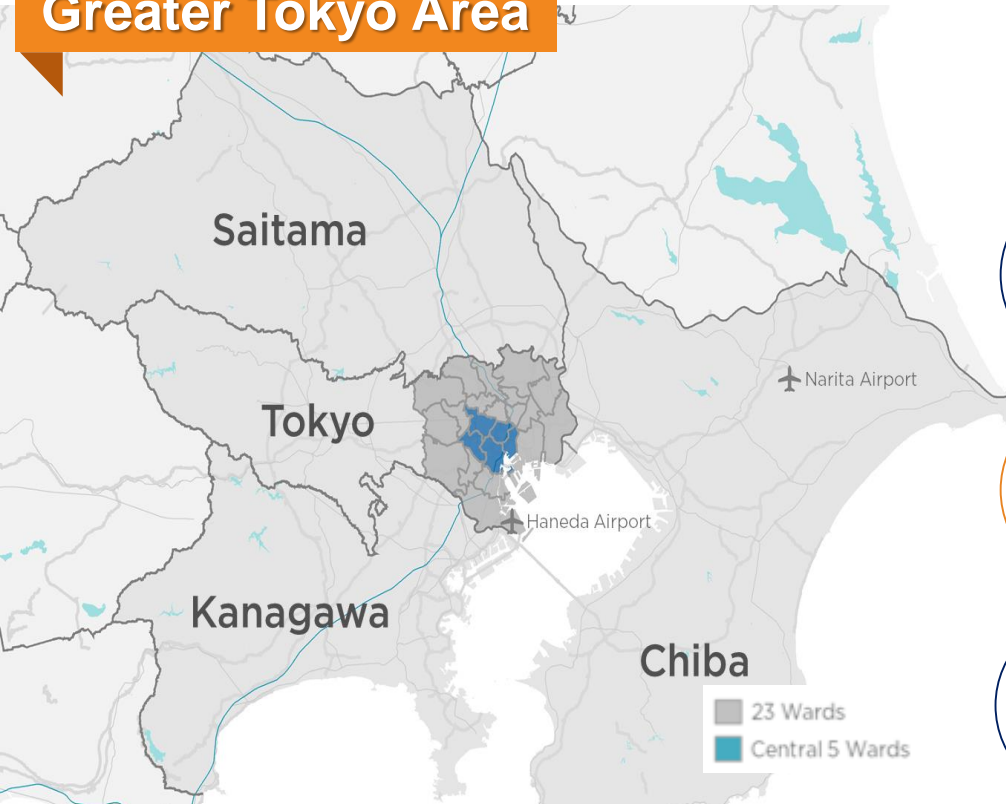 Greater Tokyo Area
Saitama
Narita Airport
Tokyo
Haneda Airport
Kanagawa
Chiba
23 Wards
Central 5 Wards